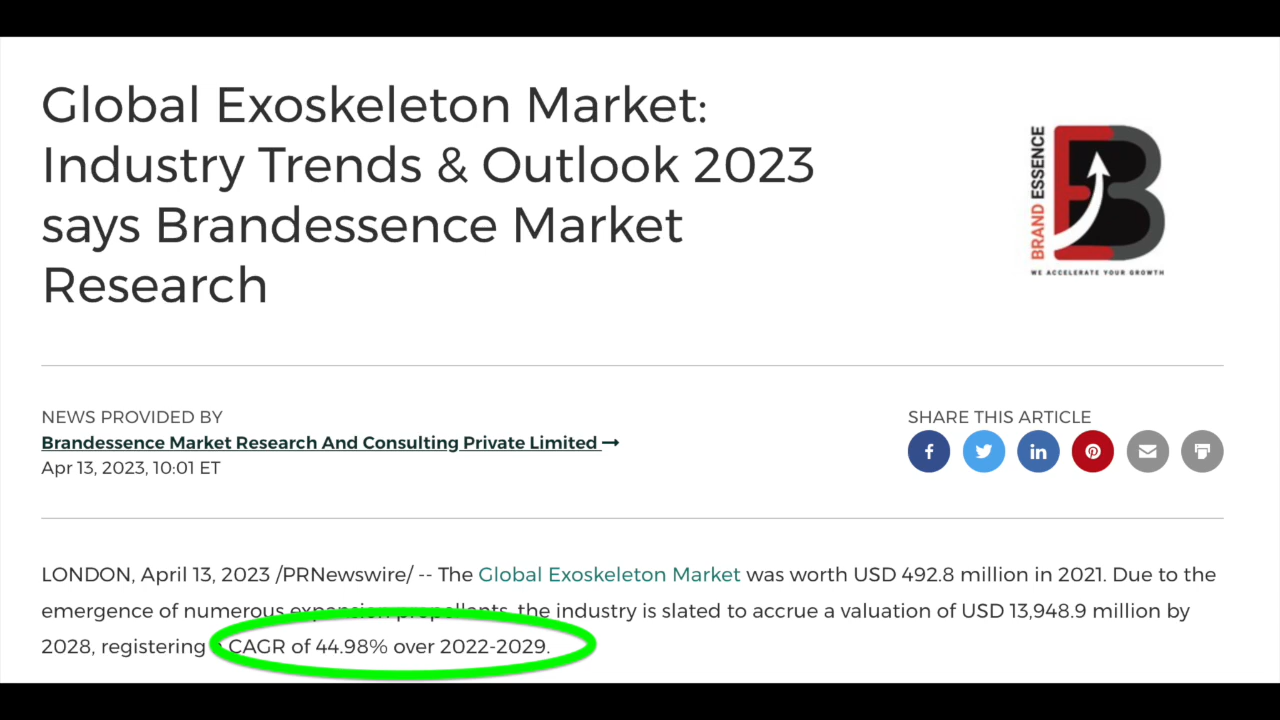 Global Exoskeleton Market:
Industry Trends & Outlook 2023
says Brandessence Market
Research
BRAND ESSENCE
B
WE ACCELERATE YOUR GROWTH
NEWS PROVIDED BY
Brandessence Market Research And Consulting Private Limited →
Apr 13, 2023, 10:01 ET
SHARE THIS ARTICLE
LONDON, April 13, 2023 /PRNewswire/ -- The Global Exoskeleton Market was worth USD 492.8 million in 2021. Due to the
emergence of numerous expansion propellants, the industry is slated to accrue a valuation of USD 13,948.9 million by
2028, registering a CAGR of 44.98% over 2022-2029.